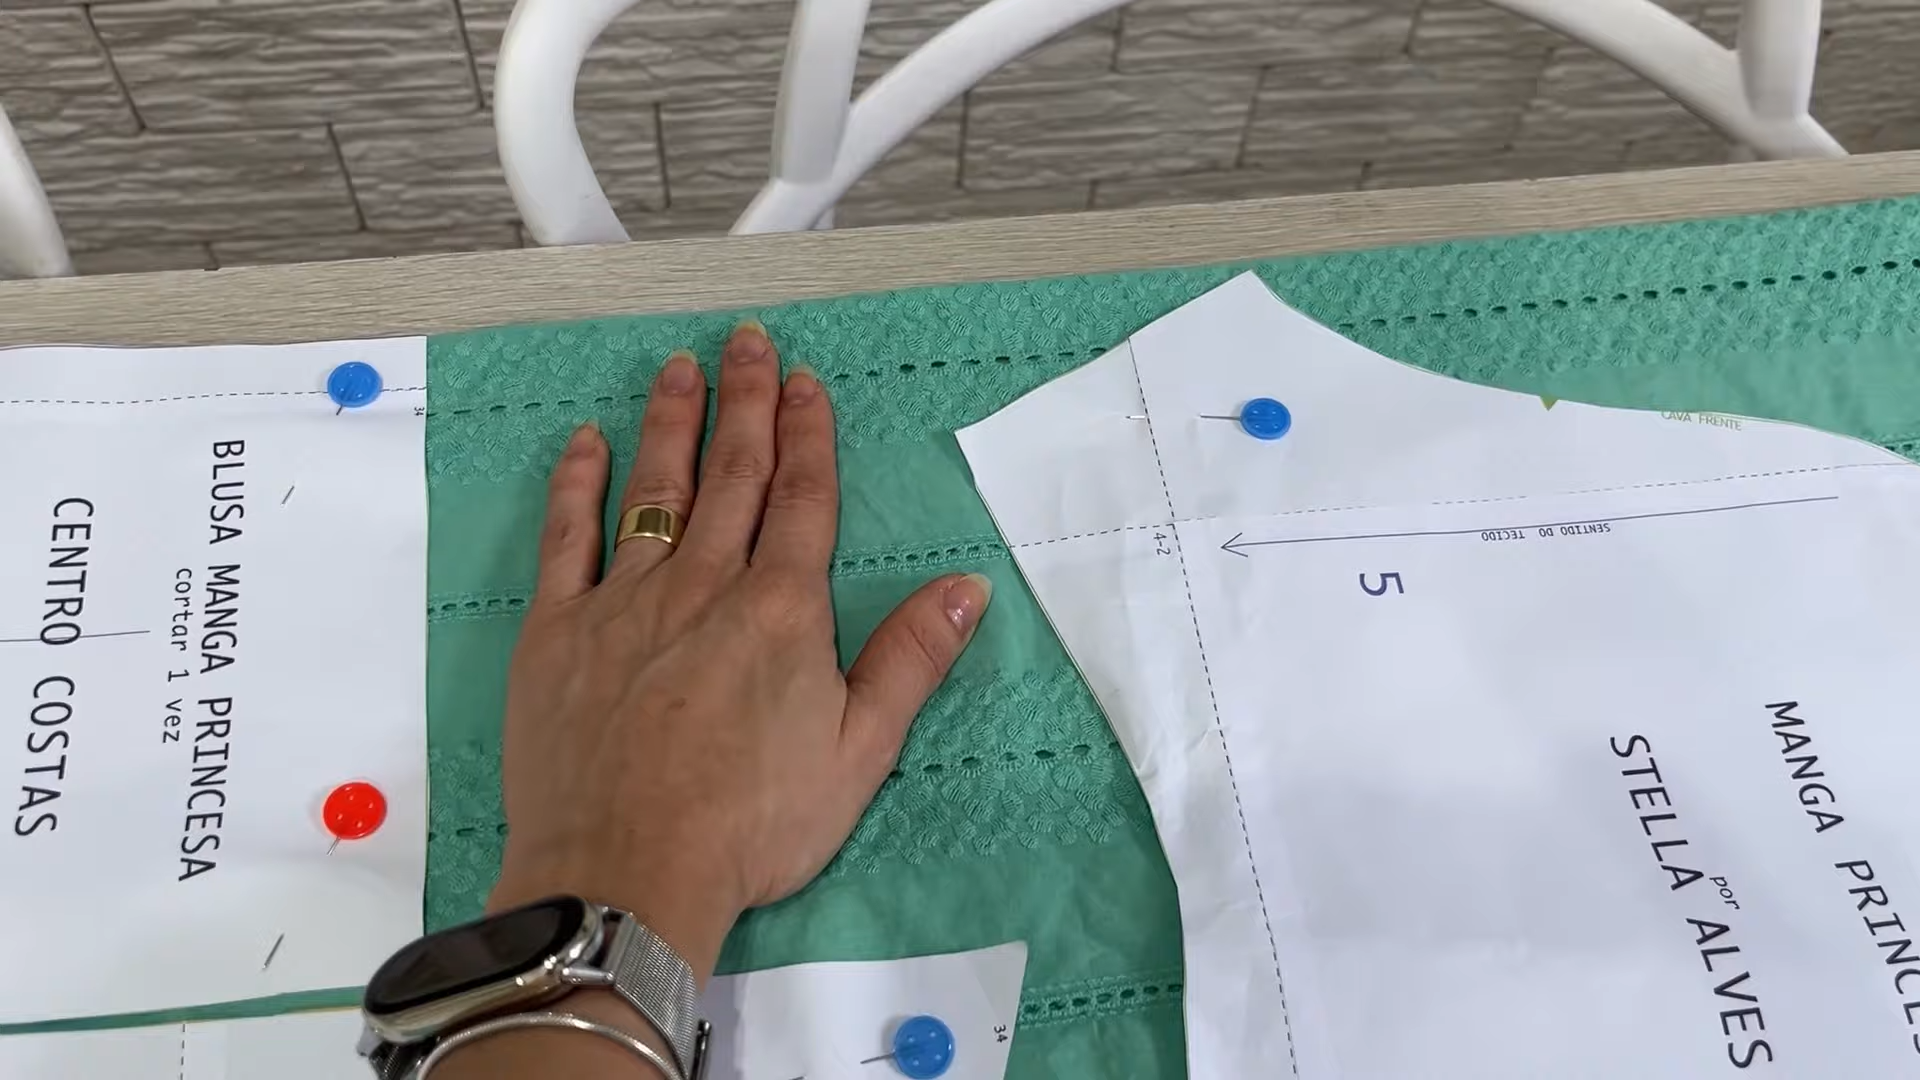 BLUSA MANGA PRINCESA
cortar 1 vez
CENTRO COSTAS
34
CAVA FRENTE
SENTIDO DO TECIDO
4-2
5
MANGA PRINCES
por
STELLA ALVES
34